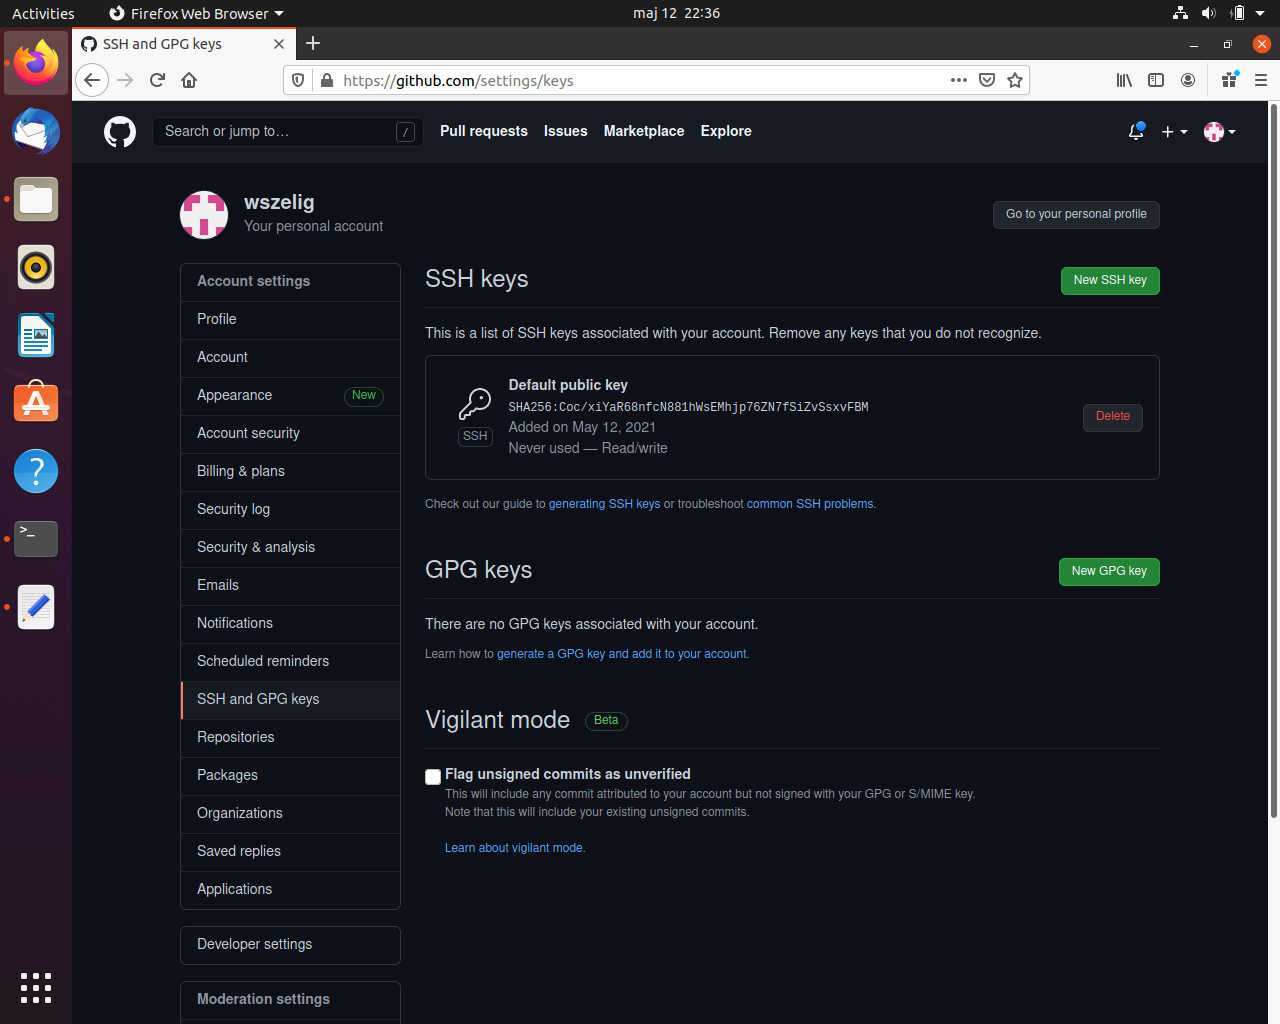 Activities
Firefox Web Browser
maj 12 22:36
SSH and GPG keys
https://github.com/settings/keys
Search or jump to…
/
Pull requests
Issues
Marketplace
Explore
wszelig
Your personal account
Go to your personal profile
Account settings
Profile
Account
Appearance
New
Account security
Billing & plans
Security log
Security & analysis
Emails
Notifications
Scheduled reminders
SSH and GPG keys
Repositories
Packages
Organizations
Saved replies
Applications
Developer settings
Moderation settings
SSH keys
New SSH key
This is a list of SSH keys associated with your account. Remove any keys that you do not recognize.
SSH
Default public key
SHA256:Coc/xiYaR68nfcN881hWsEMhjp76ZN7fSiZvSsxvFBM
Added on May 12, 2021
Never used — Read/write
Delete
Check out our guide to generating SSH keys or troubleshoot common SSH problems.
GPG keys
New GPG key
There are no GPG keys associated with your account.
Learn how to generate a GPG key and add it to your account.
Vigilant mode
Beta
Flag unsigned commits as unverified
This will include any commit attributed to your account but not signed with your GPG or S/MIME key.
Note that this will include your existing unsigned commits.
Learn about vigilant mode.